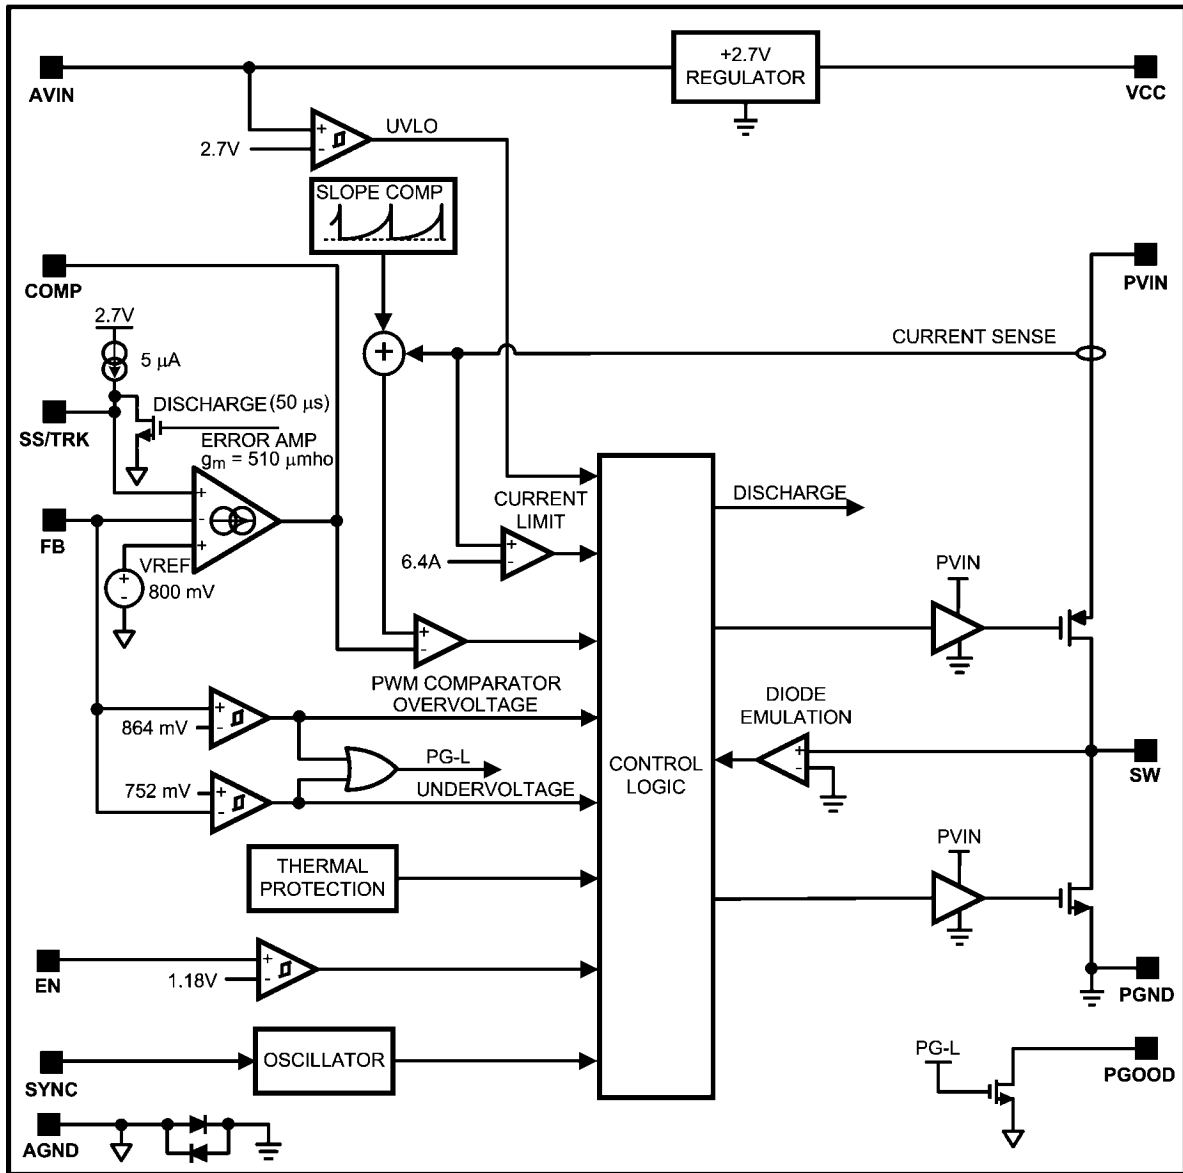 +2.7V
REGULATOR
AVIN
VCC
UVLO
+
-
2.7V
SLOPE COMP
COMP
PVIN
2.7V
5 µA
+
CURRENT SENSE
SS/TRK
DISCHARGE (50 µs)
ERROR AMP
gm = 510 µmho
+
-
+
FB
VREF
800 mV
+
-
CURRENT
LIMIT
6.4A
+
-
DISCHARGE
PVIN
+
-
PWM COMPARATOR
OVERVOLTAGE
864 mV
+
-
PG-L
752 mV
+
-
UNDERVOLTAGE
CONTROL
LOGIC
DIODE
EMULATION
+
-
SW
THERMAL
PROTECTION
PVIN
EN
1.18V
+
-
PGND
SYNC
OSCILLATOR
PG-L
PGOOD
AGND